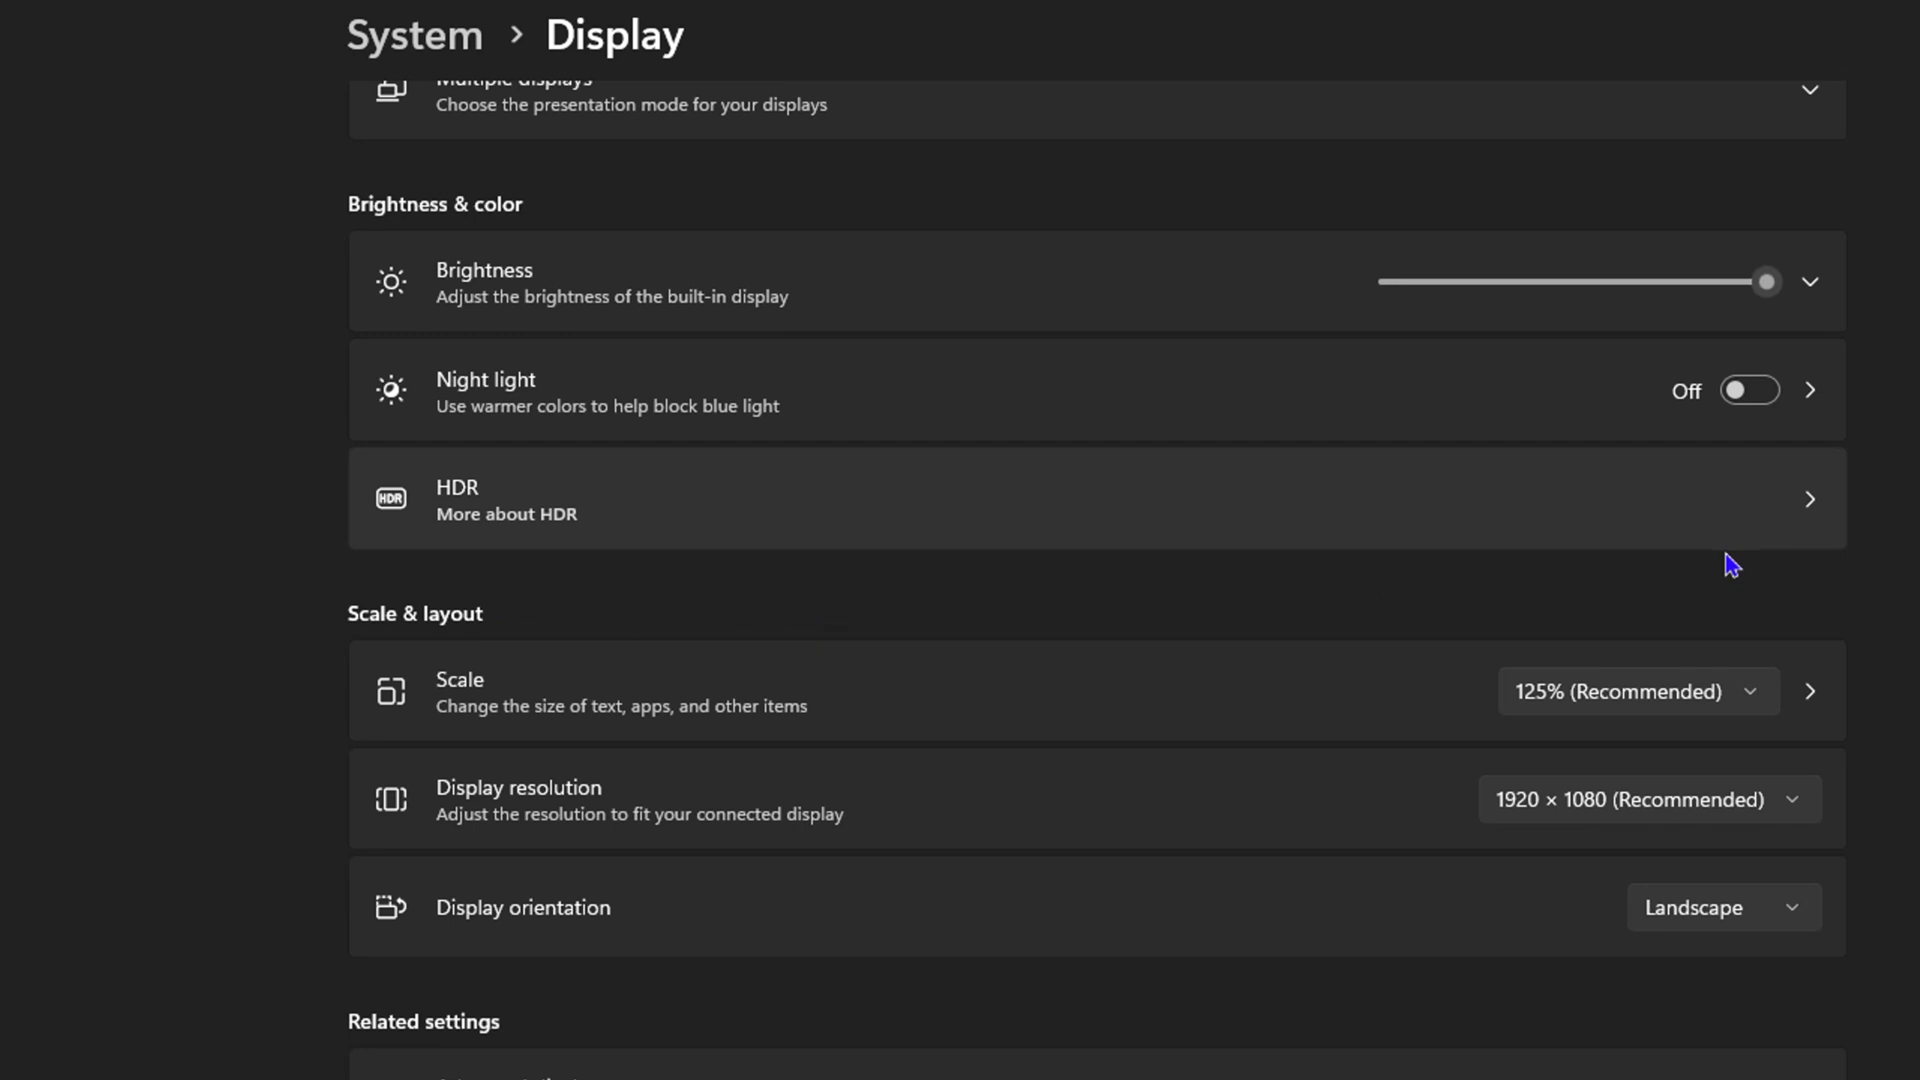 System > Display
Multiple displays
Choose the presentation mode for your displays
Brightness & color
Brightness
Adjust the brightness of the built-in display
Night light
Use warmer colors to help block blue light
Off
HDR
HDR
More about HDR
Scale & layout
Scale
Change the size of text, apps, and other items
125% (Recommended)
Display resolution
Adjust the resolution to fit your connected display
1920 × 1080 (Recommended)
Display orientation
Landscape
Related settings